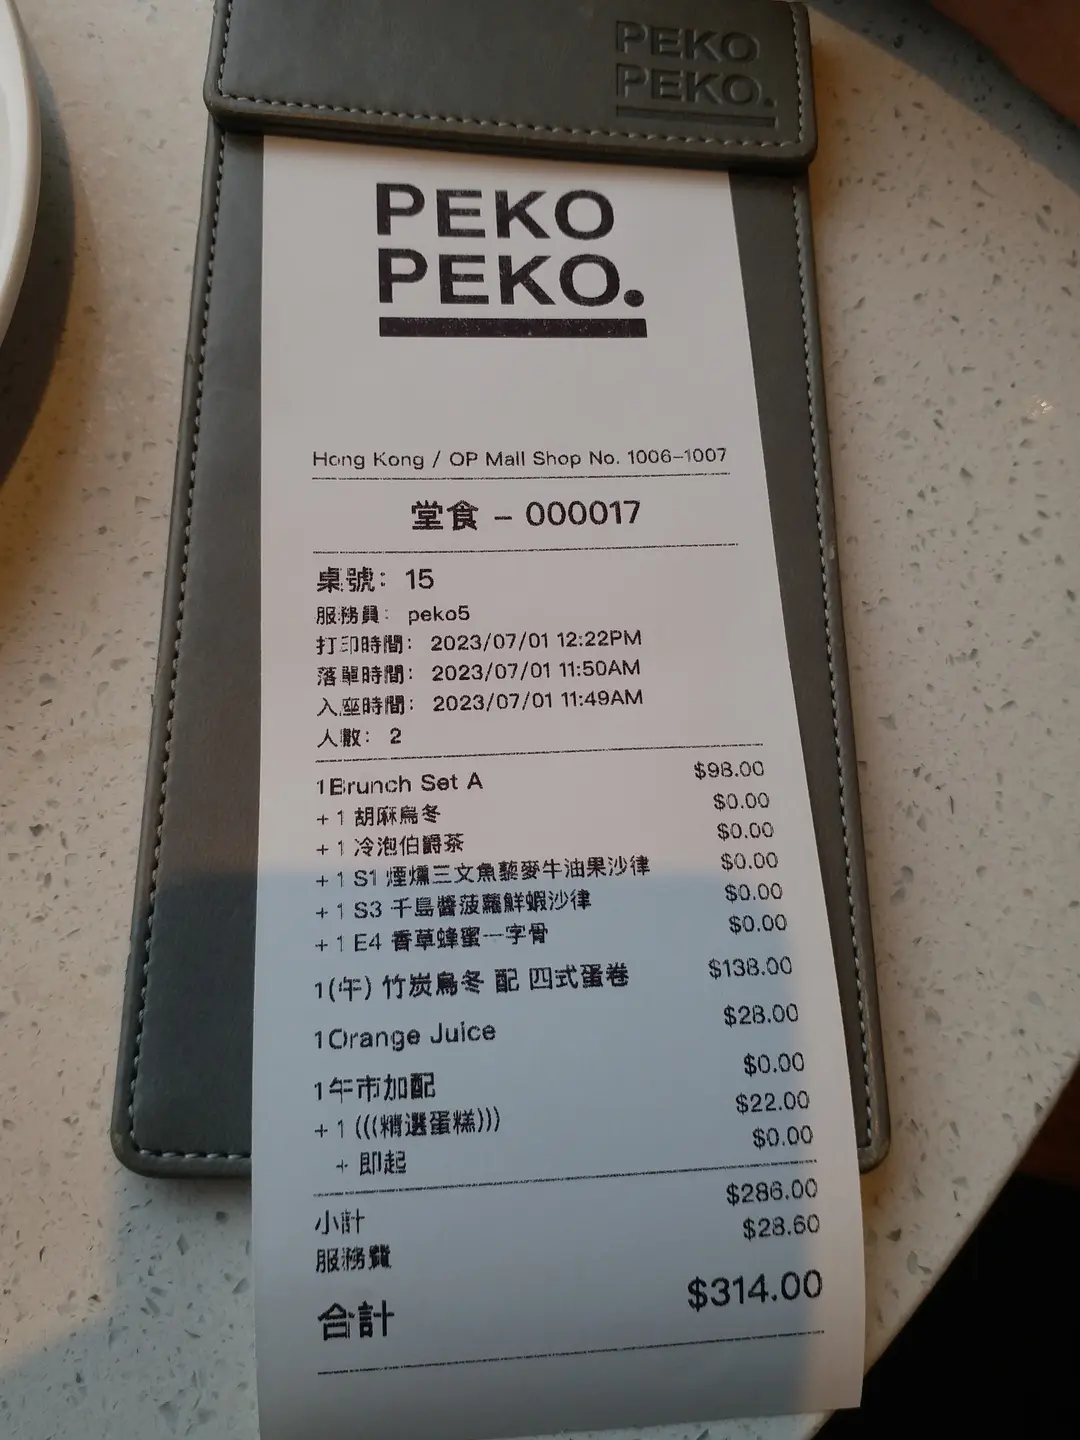 PEKO
PEKO.
PEKO
PEKO.
Hong Kong / OP Mall Shop No. 1006-1007
堂食 - 000017
桌號: 15
服務員: peko5
打印時間: 2023/07/01 12:22PM
落單時間: 2023/07/01 11:50AM
入座時間: 2023/07/01 11:49AM
人數: 2
1 Brunch Set A $98.00
+ 1 胡麻烏冬 $0.00
+ 1 冷泡伯爵茶 $0.00
+ 1 S1 煙燻三文魚藜麥牛油果沙律 $0.00
+ 1 S3 千島醬菠蘿鮮蝦沙律 $0.00
+ 1 E4 香草蜂蜜一字骨 $0.00
1 (午) 竹炭烏冬 配 四式蛋卷 $138.00
1 Orange Juice $28.00
1 午市加配 $0.00
+ 1 (((精選蛋糕))) $22.00
+ 即起 $0.00
小計 $286.00
服務費 $28.60
合計 $314.00